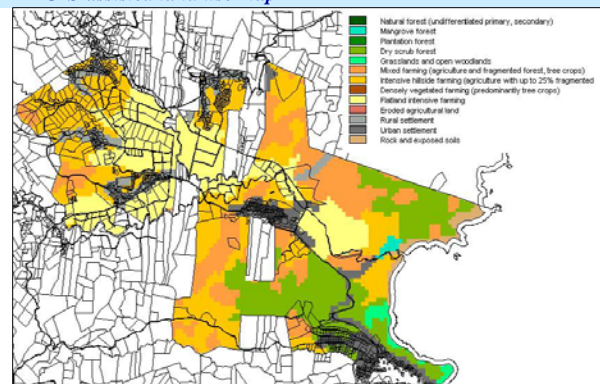 Natural forest (undifferentiated primary, secondary)
Mangrove forest
Plantation forest
Dry scrub forest
Grasslands and open woodlands
Mixed farming (agriculture and fragmented forest, tree crops)
Intensive hillside farming (agriculture with up to 25% fragmented
Densely vegetated farming (predominantly tree crops)
Flatland intensive farming
Eroded agricultural land
Rural settlement
Urban settlement
Rock and exposed soils